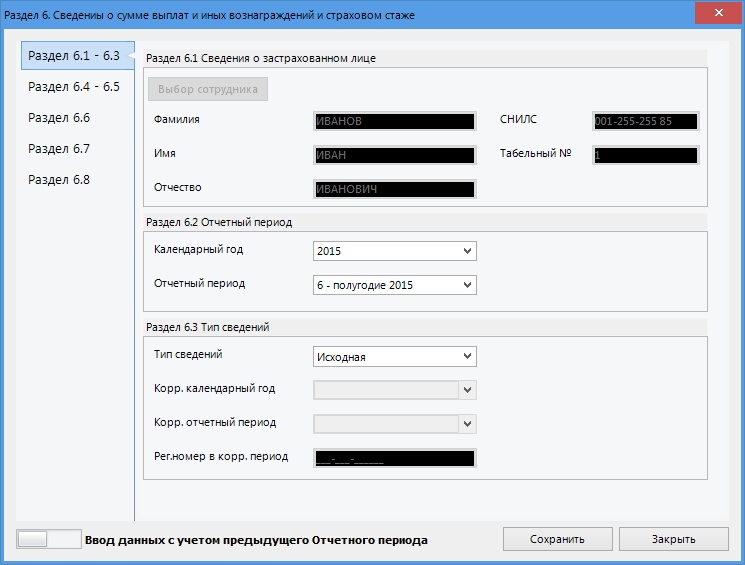 Раздел 6. Сведениы о сумме выплат и иных вознаграждений и страховом стаже
Раздел 6.1 - 6.3
Раздел 6.4 - 6.5
Раздел 6.6
Раздел 6.7
Раздел 6.8
Раздел 6.1 Сведения о застрахованном лице
Выбор сотрудника
Фамилия ИВАНОВ СНИЛС 001-255-255 85
Имя ИВАН Табельный № 1
Отчество ИВАНОВИЧ
Раздел 6.2 Отчетный период
Календарный год 2015
Отчетный период 6 - полугодие 2015
Раздел 6.3 Тип сведений
Тип сведений Исходная
Корр. календарный год
Корр. отчетный период
Рег.номер в корр. период ___-___-______
Ввод данных с учетом предыдущего Отчетного периода
Сохранить Закрыть